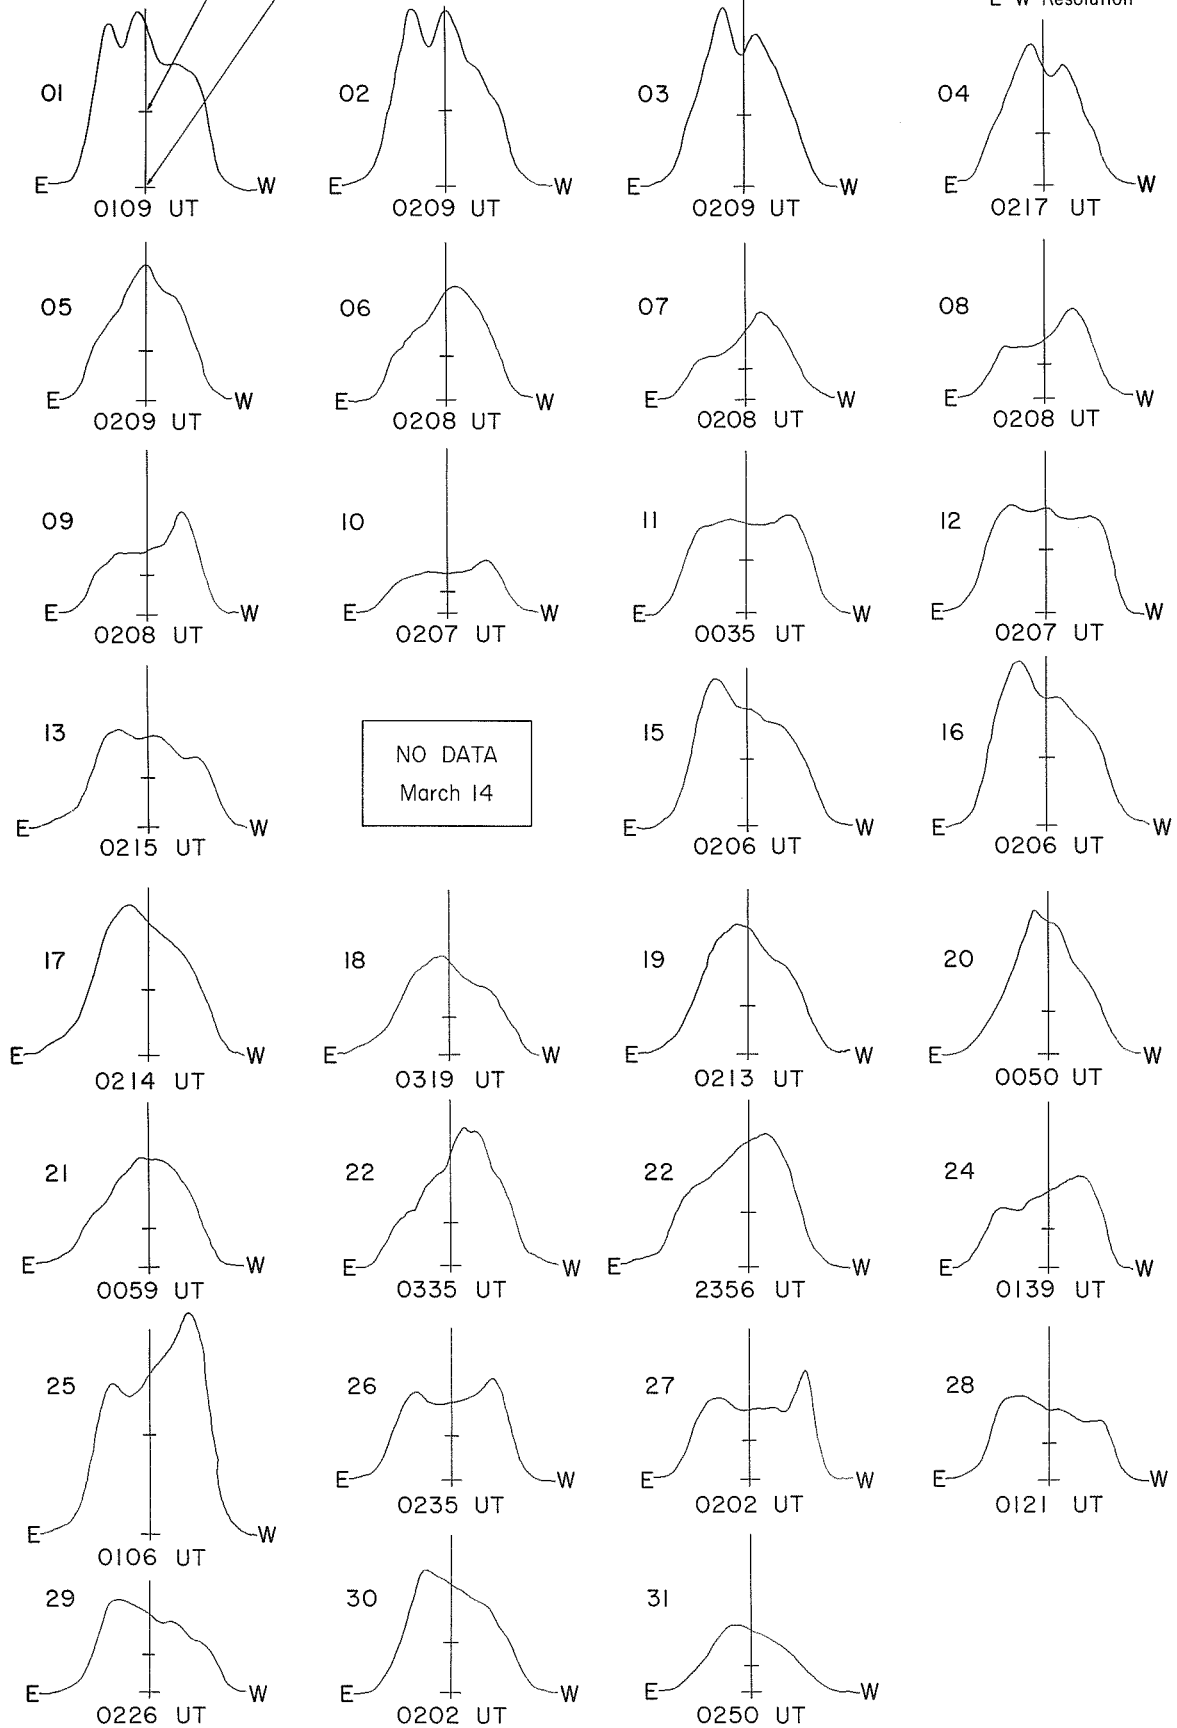 E-W Resolution
01 E W 0109 UT
02 E W 0209 UT
03 E W 0209 UT
04 E W 0217 UT
05 E W 0209 UT
06 E W 0208 UT
07 E W 0208 UT
08 E W 0208 UT
09 E W 0208 UT
10 E W 0207 UT
11 E W 0035 UT
12 E W 0207 UT
13 E W 0215 UT
NO DATA
March 14
15 E W 0206 UT
16 E W 0206 UT
17 E W 0214 UT
18 E W 0319 UT
19 E W 0213 UT
20 E W 0050 UT
21 E W 0059 UT
22 E W 0335 UT
22 E W 2356 UT
24 E W 0139 UT
25 E W 0106 UT
26 E W 0235 UT
27 E W 0202 UT
28 E W 0121 UT
29 E W 0226 UT
30 E W 0202 UT
31 E W 0250 UT